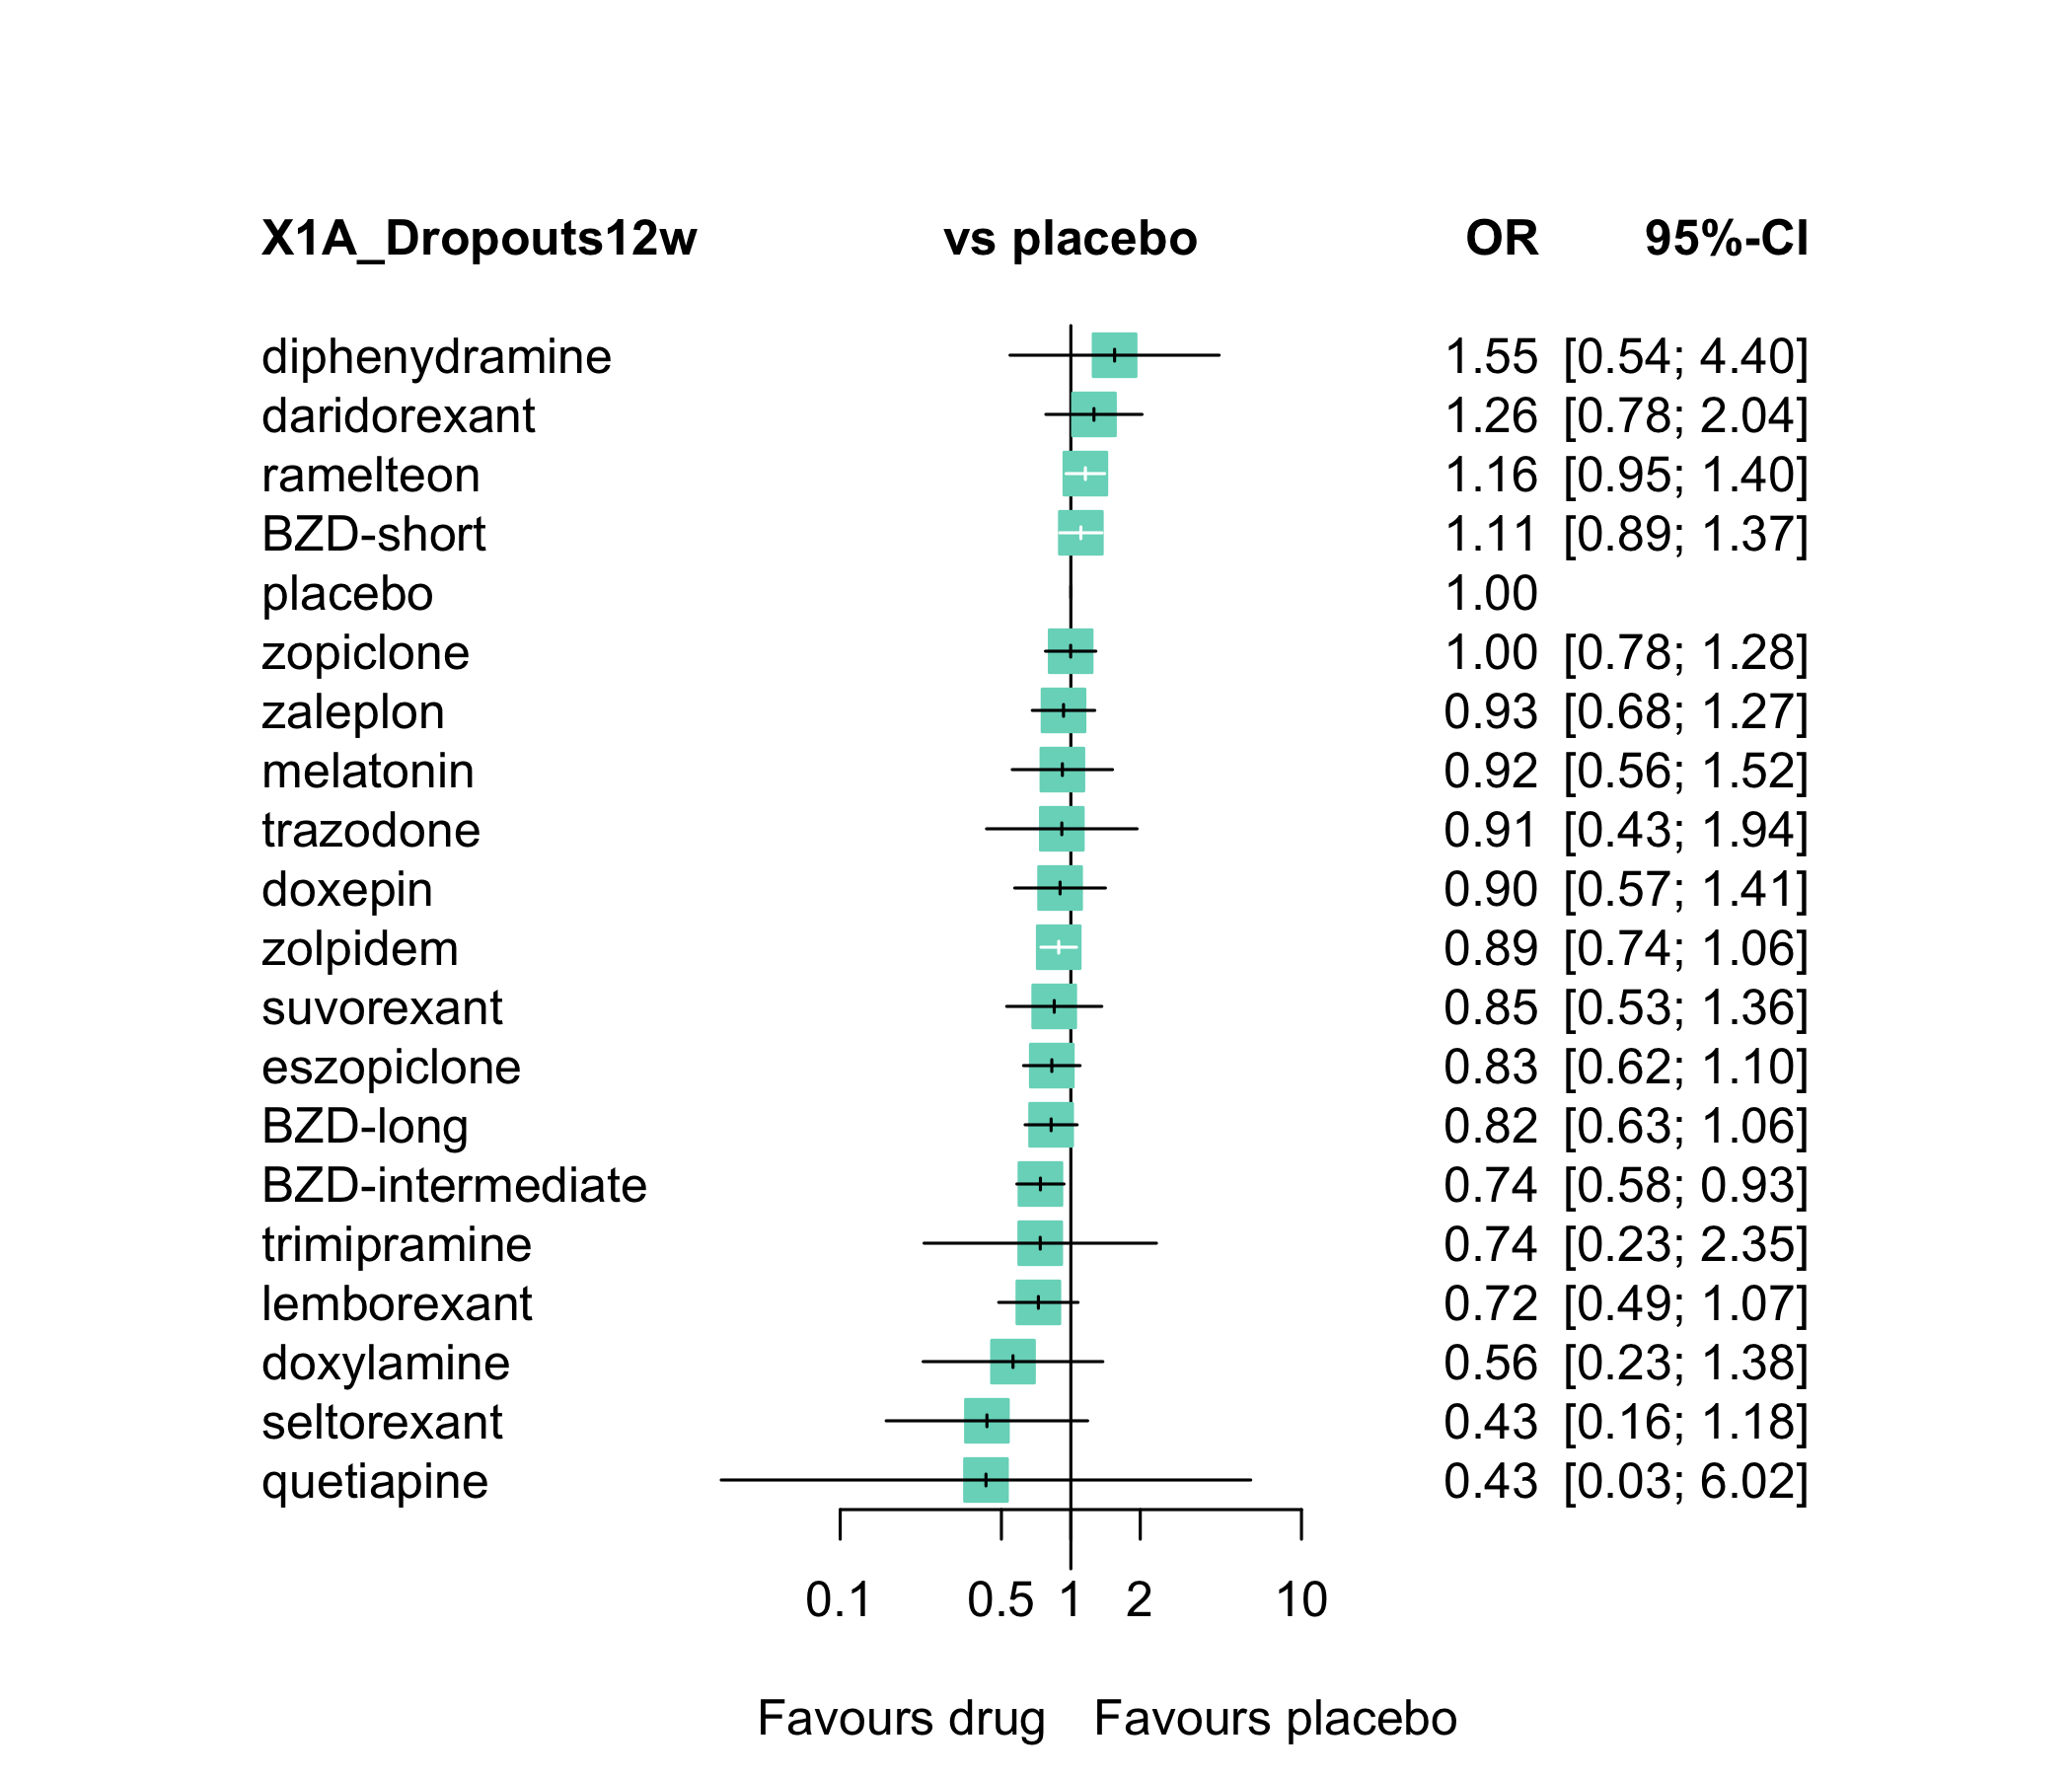 X1A_Dropouts12w vs placebo OR 95%-CI
diphenydramine 1.55 [0.54; 4.40]
daridorexant 1.26 [0.78; 2.04]
ramelteon 1.16 [0.95; 1.40]
BZD-short 1.11 [0.89; 1.37]
placebo 1.00
zopiclone 1.00 [0.78; 1.28]
zaleplon 0.93 [0.68; 1.27]
melatonin 0.92 [0.56; 1.52]
trazodone 0.91 [0.43; 1.94]
doxepin 0.90 [0.57; 1.41]
zolpidem 0.89 [0.74; 1.06]
suvorexant 0.85 [0.53; 1.36]
eszopiclone 0.83 [0.62; 1.10]
BZD-long 0.82 [0.63; 1.06]
BZD-intermediate 0.74 [0.58; 0.93]
trimipramine 0.74 [0.23; 2.35]
lemborexant 0.72 [0.49; 1.07]
doxylamine 0.56 [0.23; 1.38]
seltorexant 0.43 [0.16; 1.18]
quetiapine 0.43 [0.03; 6.02]
0.1 0.5 1 2 10
Favours drug Favours placebo